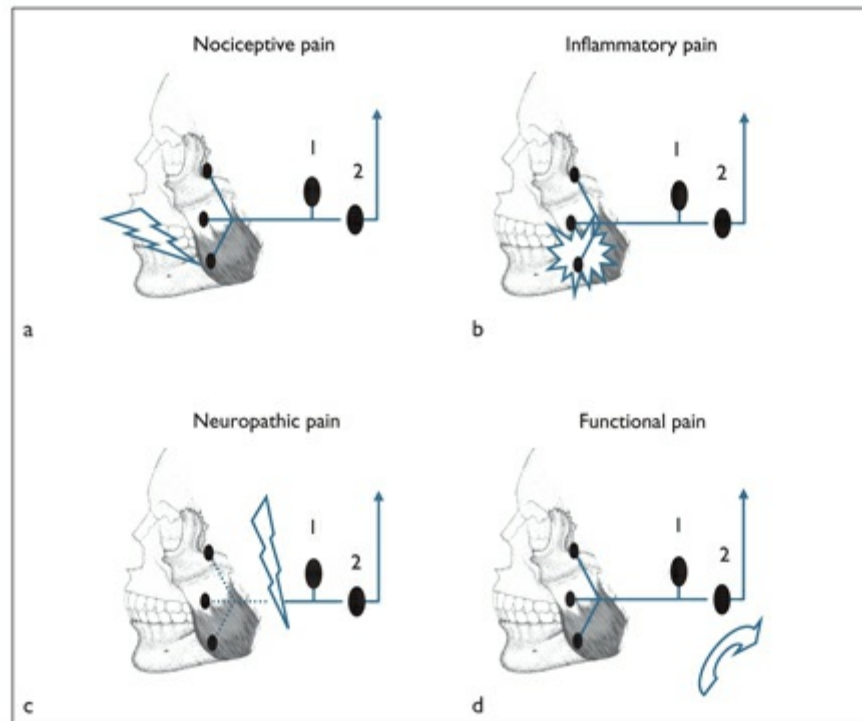 Nociceptive pain
Inflammatory pain
1
2
1
2
a
b
Neuropathic pain
Functional pain
1
2
1
2
c
d